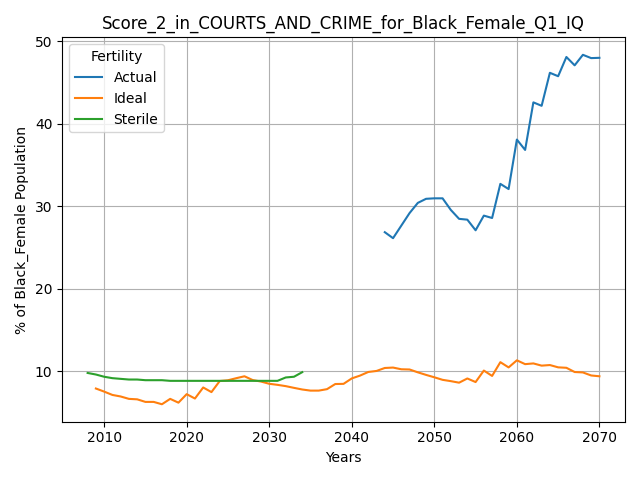 Score_2_in_COURTS_AND_CRIME_for_Black_Female_Q1_IQ
Fertility
Actual
Ideal
Sterile
% of Black_Female Population
50
40
30
20
10
2010 2020 2030 2040 2050 2060 2070
Years